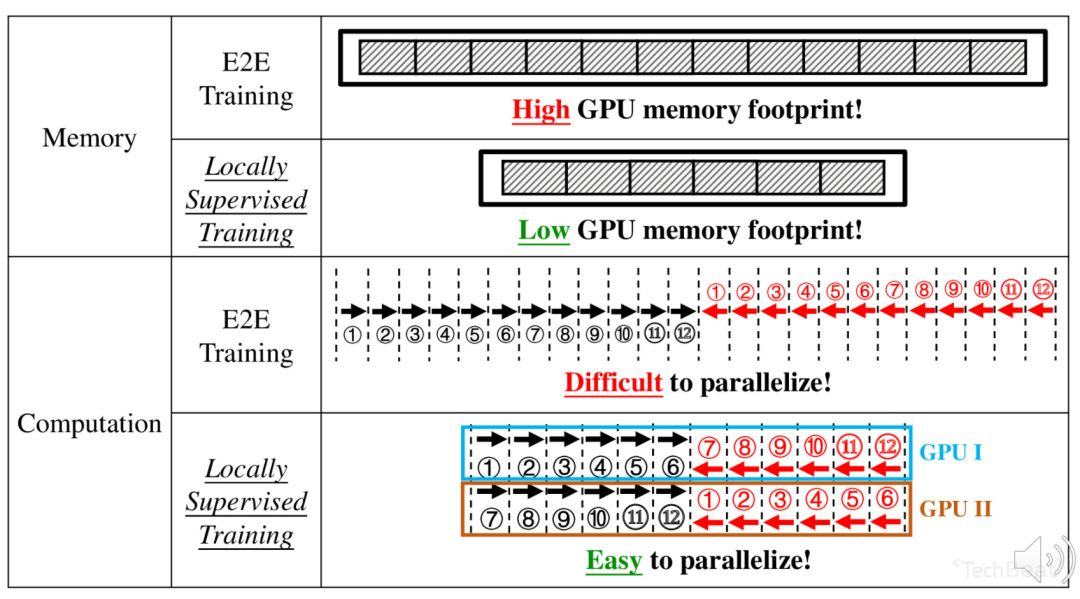 Memory
E2E
Training
High GPU memory footprint!
Locally
Supervised
Training
Low GPU memory footprint!
Computation
E2E
Training
① ② ③ ④ ⑤ ⑥ ⑦ ⑧ ⑨ ⑩ ⑪ ⑫
① ② ③ ④ ⑤ ⑥ ⑦ ⑧ ⑨ ⑩ ⑪ ⑫
Difficult to parallelize!
Locally
Supervised
Training
① ② ③ ④ ⑤ ⑥ ⑦ ⑧ ⑨ ⑩ ⑪ ⑫ GPU I
⑦ ⑧ ⑨ ⑩ ⑪ ⑫ ① ② ③ ④ ⑤ ⑥ GPU II
Easy to parallelize!